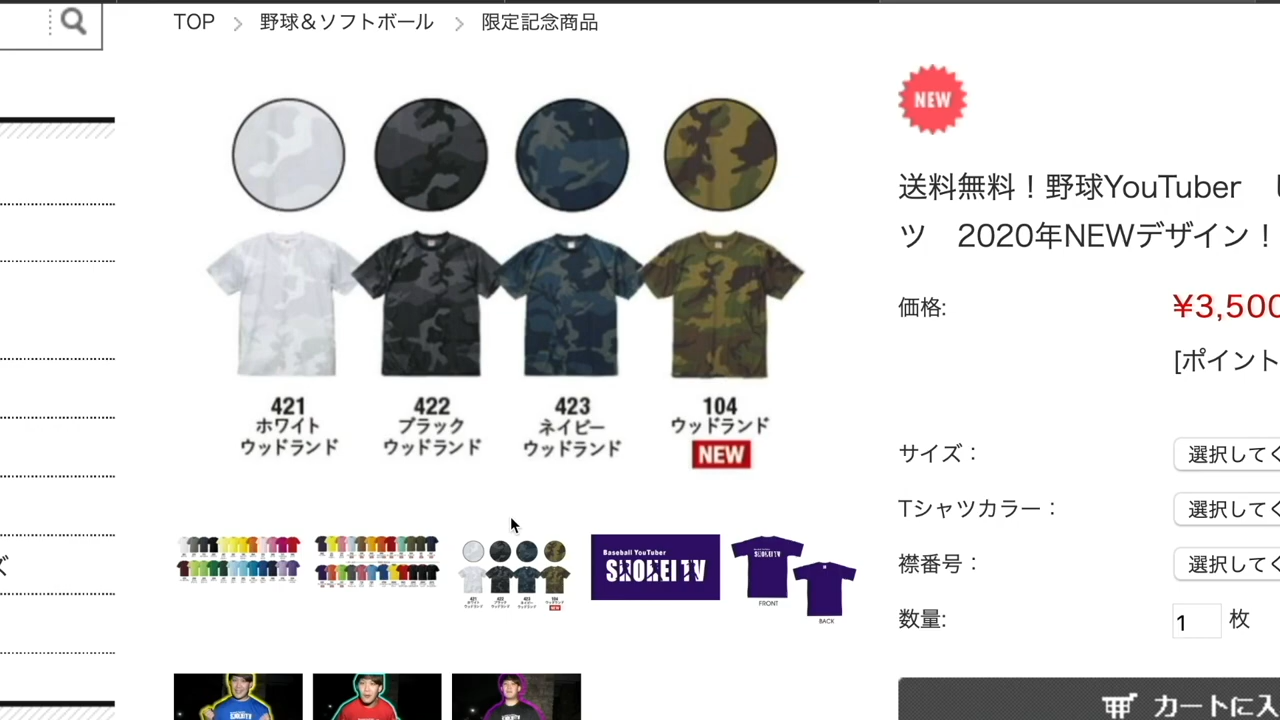 TOP > 野球&ソフトボール > 限定記念商品
NEW
送料無料!野球YouTuber
ツ 2020年NEWデザイン!
価格:
¥3,500
[ポイント
421
ホワイト
ウッドランド
422
ブラック
ウッドランド
423
ネイビー
ウッドランド
104
ウッドランド
NEW
サイズ:
選択してく
Tシャツカラー:
選択してく
襟番号:
選択してく
数量:
1 枚
カートに入
Baseball YouTuber
SHOHEI TV
FRONT
BACK
ズ